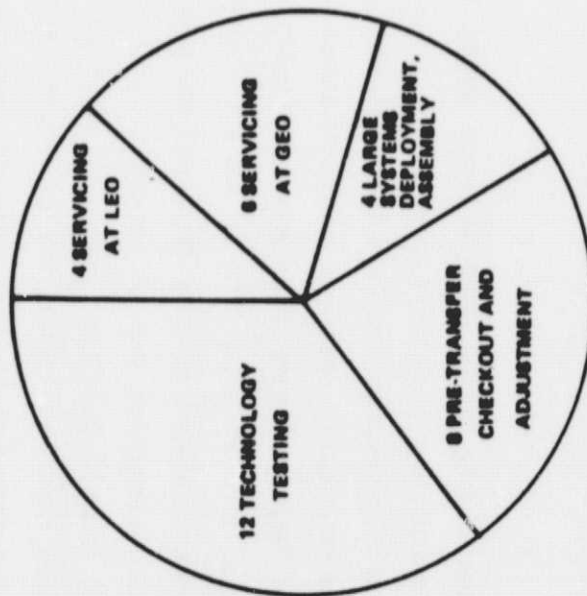 4 SERVICING
AT LEO
6 SERVICING
AT GEO
4 LARGE
SYSTEMS
DEPLOYMENT,
ASSEMBLY
8 PRE-TRANSFER
CHECKOUT AND
ADJUSTMENT
12 TECHNOLOGY
TESTING